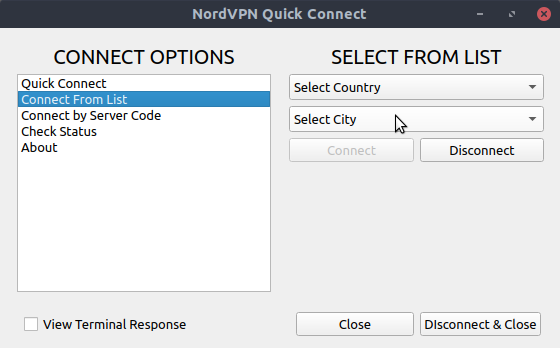 NordVPN Quick Connect
CONNECT OPTIONS
Quick Connect
Connect From List
Connect by Server Code
Check Status
About
SELECT FROM LIST
Select Country
Select City
Connect
Disconnect
View Terminal Response
Close
DIsconnect & Close